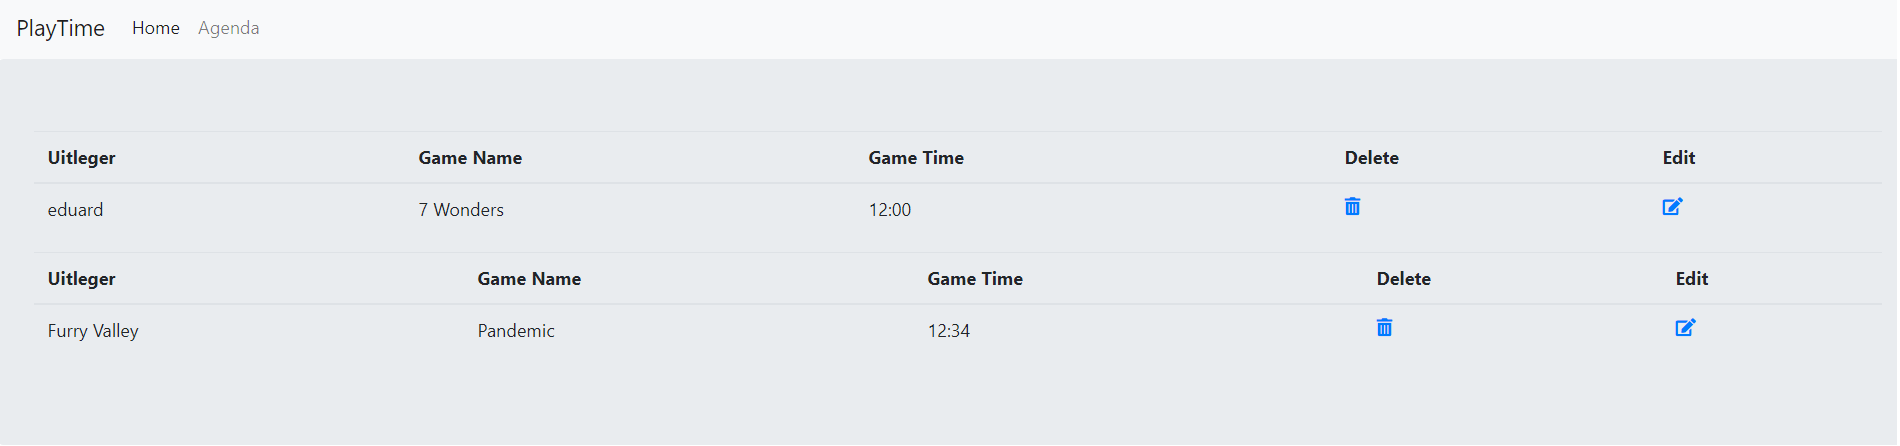 PlayTime Home Agenda
Uitleger Game Name Game Time Delete Edit
eduard 7 Wonders 12:00
Uitleger Game Name Game Time Delete Edit
Furry Valley Pandemic 12:34